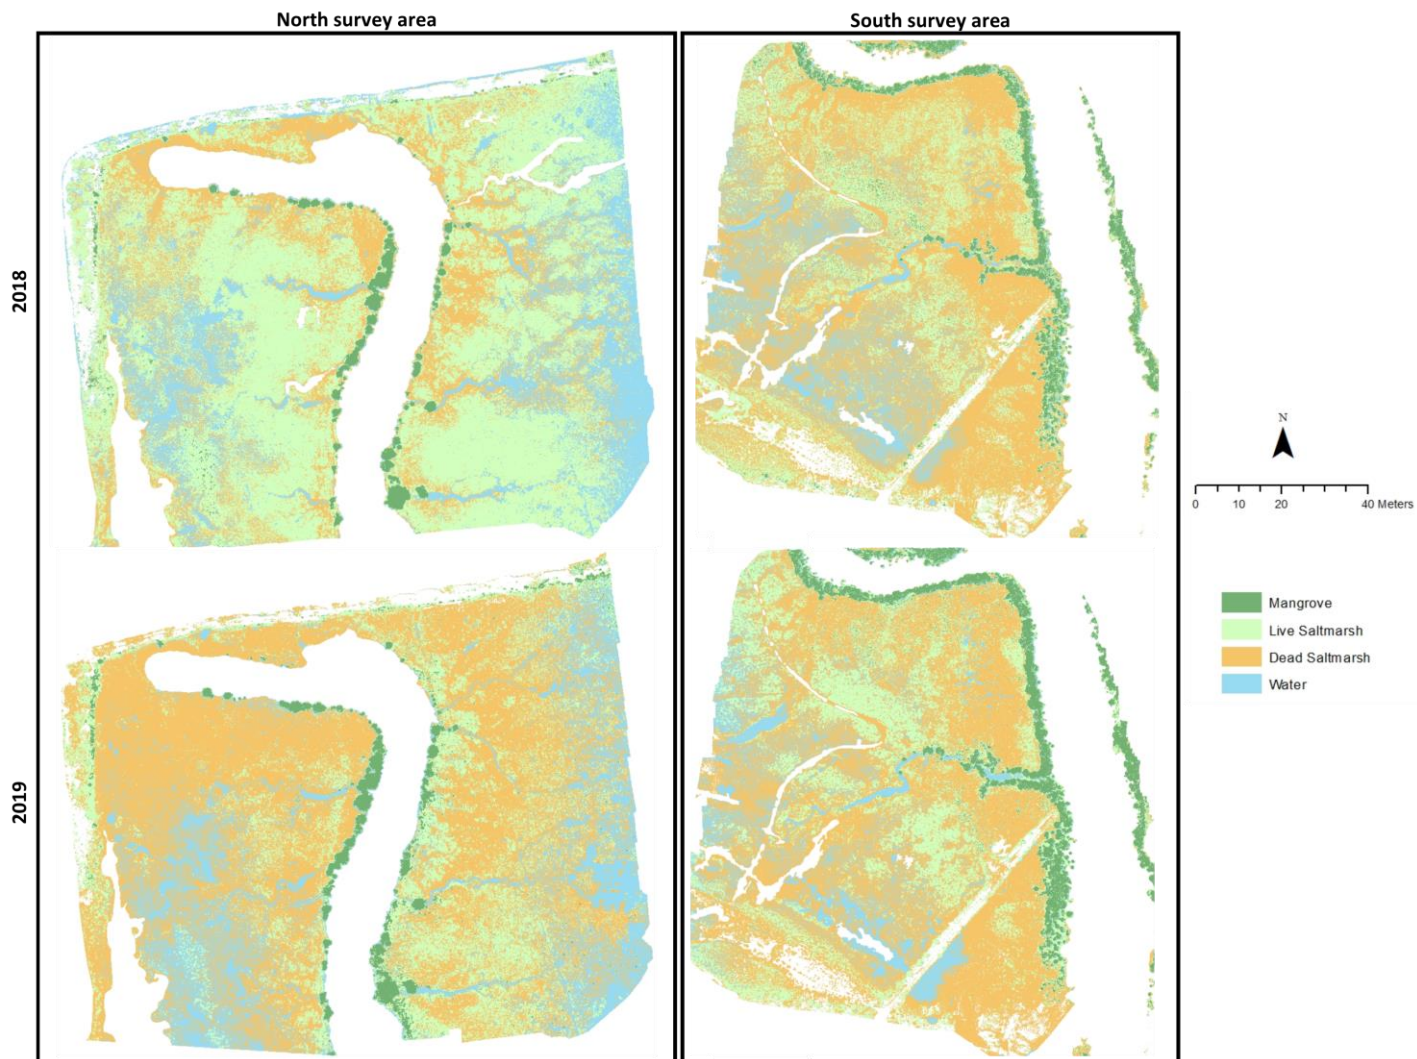 North survey area
South survey area
2018
2019
N
0 10 20 40 Meters
Mangrove
Live Saltmarsh
Dead Saltmarsh
Water